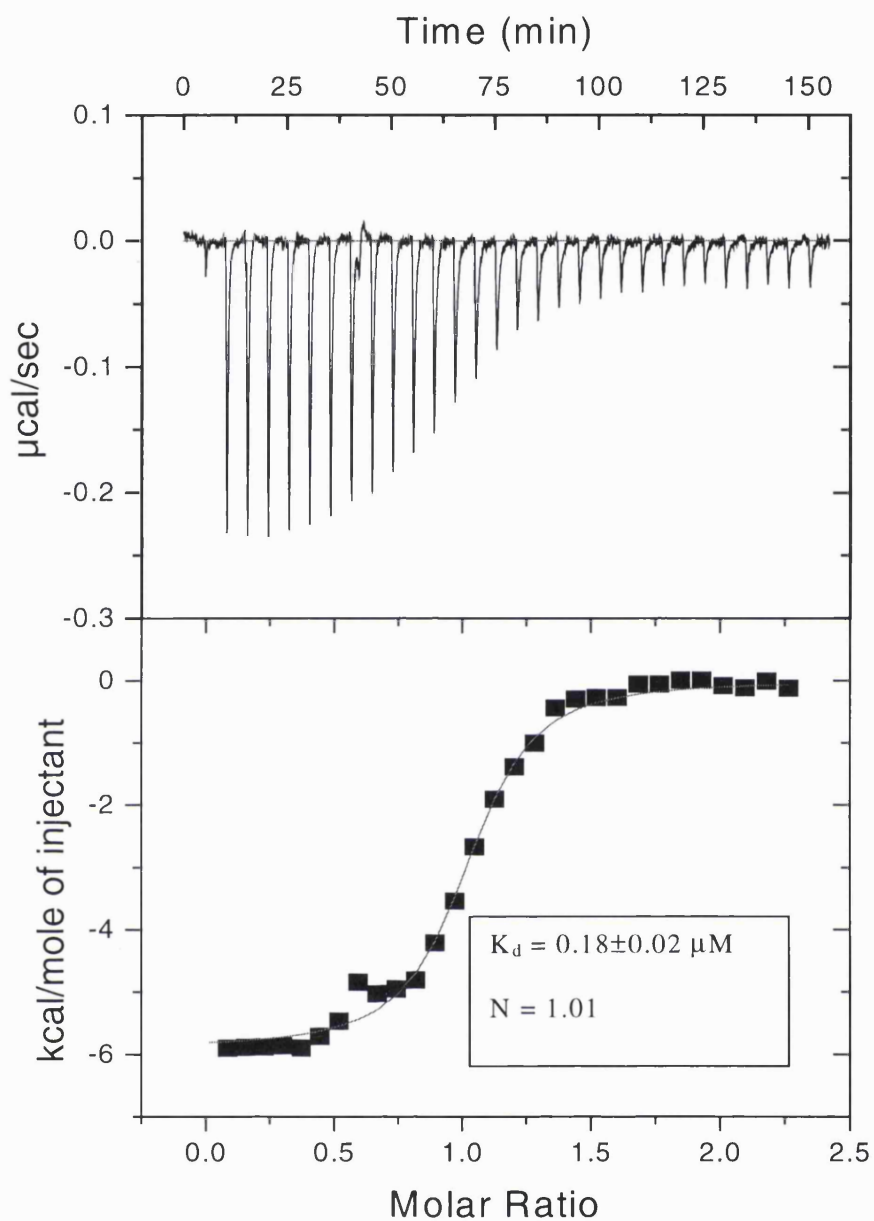 Time (min)
0 25 50 75 100 125 150
0.1
0.0
-0.1
-0.2
-0.3
µcal/sec
0
-2
-4
-6
kcal/mole of injectant
Kd = 0.18±0.02 µM
N = 1.01
0.0 0.5 1.0 1.5 2.0 2.5
Molar Ratio